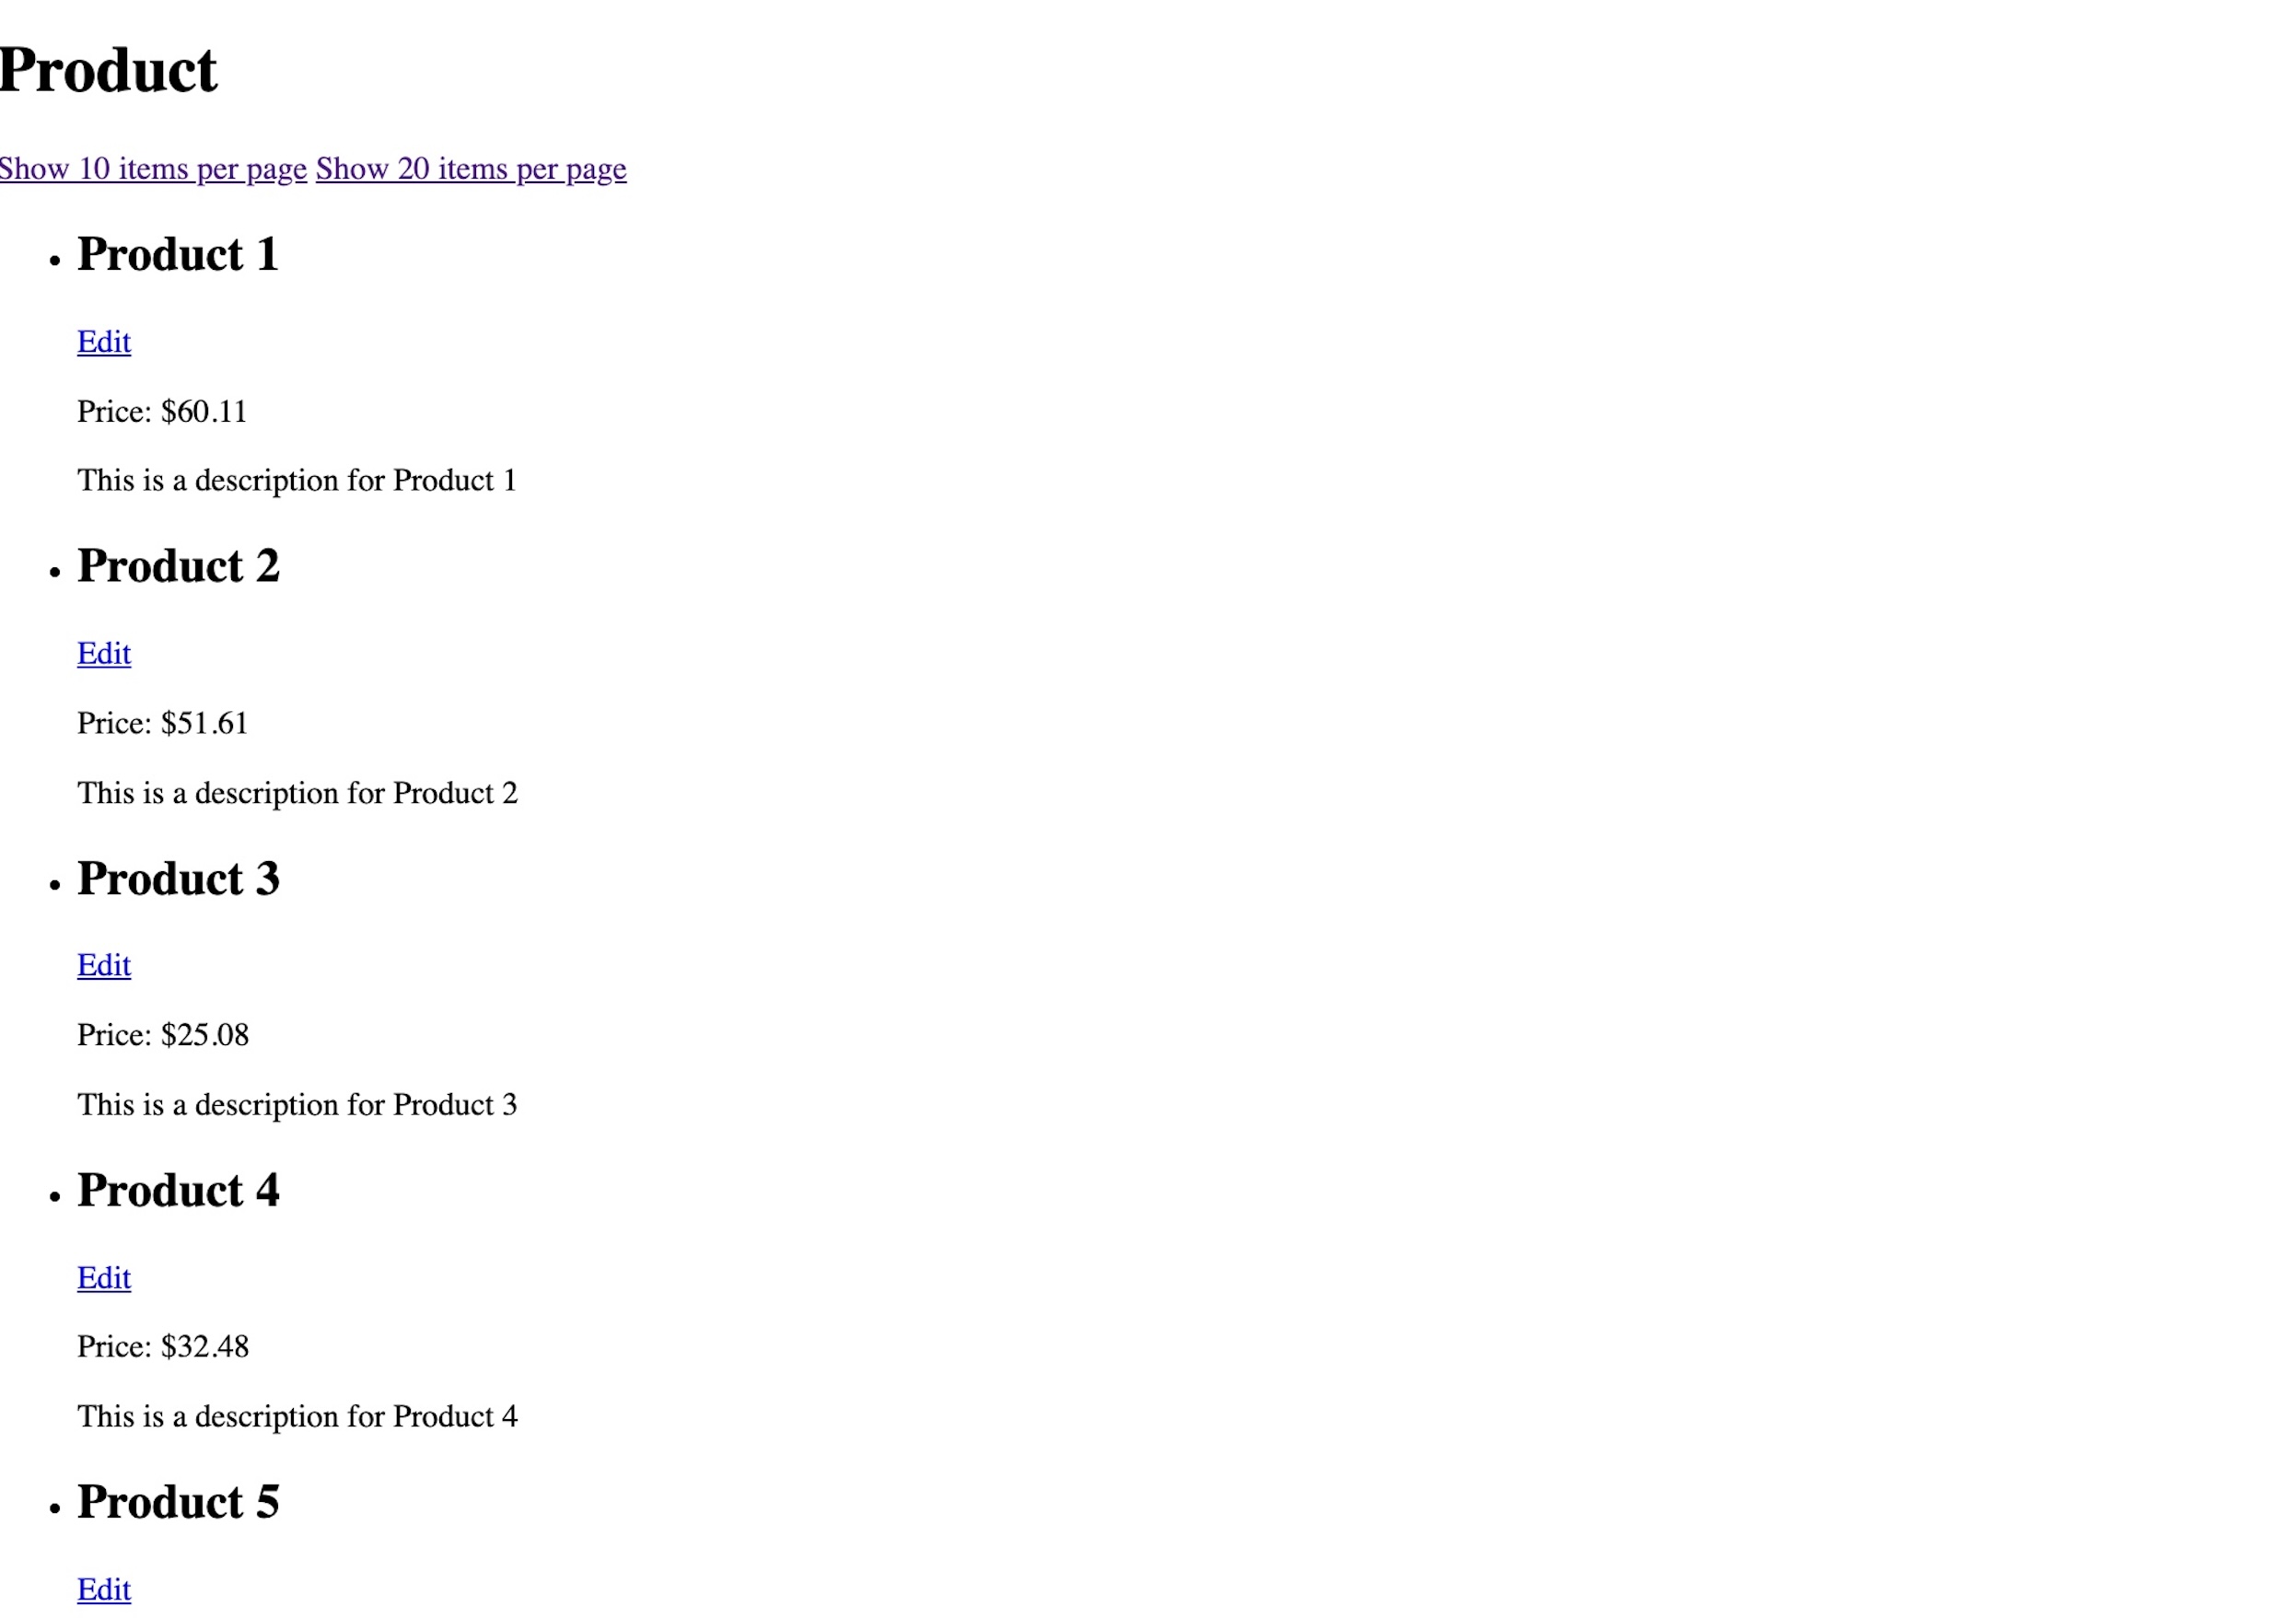 Product
Show 10 items per page Show 20 items per page
Product 1
Edit
Price: $60.11
This is a description for Product 1
Product 2
Edit
Price: $51.61
This is a description for Product 2
Product 3
Edit
Price: $25.08
This is a description for Product 3
Product 4
Edit
Price: $32.48
This is a description for Product 4
Product 5
Edit